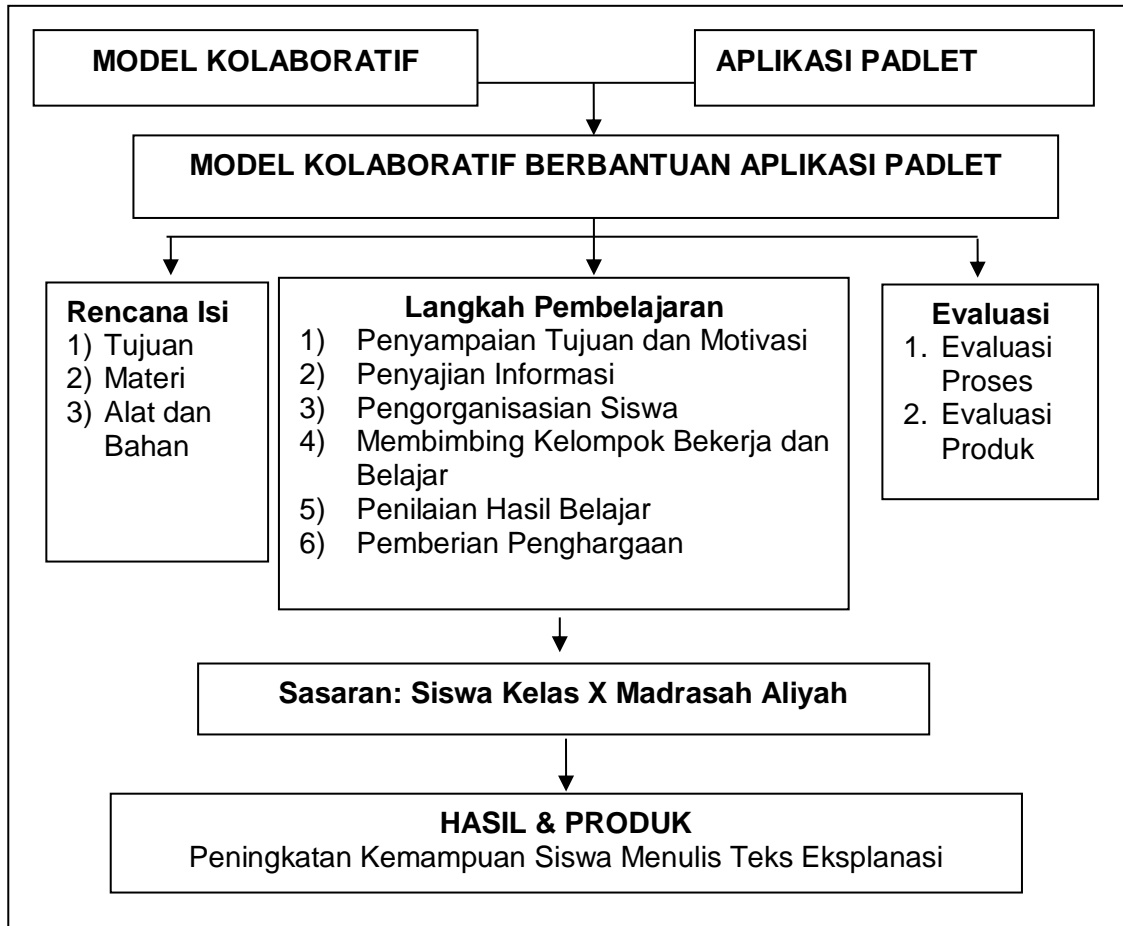 MODEL KOLABORATIF
APLIKASI PADLET
MODEL KOLABORATIF BERBANTUAN APLIKASI PADLET
Rencana Isi
1) Tujuan
2) Materi
3) Alat dan
Bahan
Langkah Pembelajaran
1) Penyampaian Tujuan dan Motivasi
2) Penyajian Informasi
3) Pengorganisasian Siswa
4) Membimbing Kelompok Bekerja dan
Belajar
5) Penilaian Hasil Belajar
6) Pemberian Penghargaan
Evaluasi
1. Evaluasi
Proses
2. Evaluasi
Produk
Sasaran: Siswa Kelas X Madrasah Aliyah
HASIL & PRODUK
Peningkatan Kemampuan Siswa Menulis Teks Eksplanasi